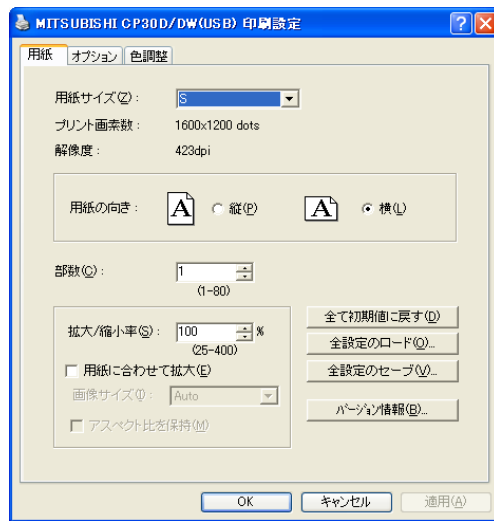 MITSUBISHI CP30D/DW(USB) 印刷設定
用紙 オプション 色調整
用紙サイズ(Z): S
プリント画素数: 1600x1200 dots
解像度: 423dpi
用紙の向き: A 縦(P) A 横(L)
部数(C): 1
(1-80)
拡大/縮小率(S): 100 %
(25-400)
用紙に合わせて拡大(E)
画像サイズ(I): Auto
アスペクト比を保持(M)
全て初期値に戻す(D)
全設定のロード(O)...
全設定のセーブ(V)...
バージョン情報(B)...
OK キャンセル 適用(A)